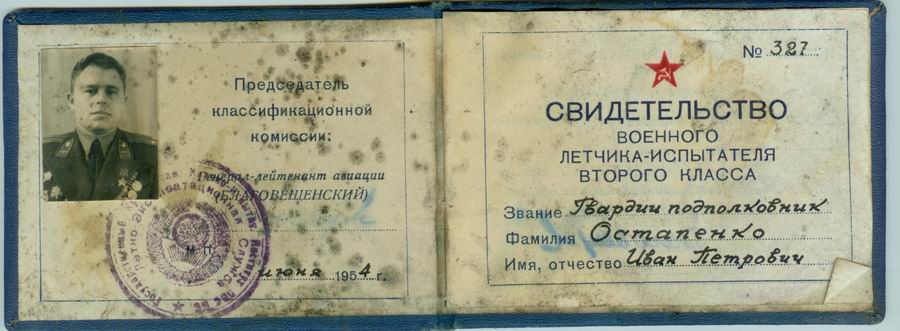 Председатель
классификационной
комиссии:
Генерал-лейтенант авиации
(БЛАГОВЕЩЕНСКИЙ)
М. П.
июня 1954 г.
№ 327
СВИДЕТЕЛЬСТВО
ВОЕННОГО
ЛЕТЧИКА-ИСПЫТАТЕЛЯ
ВТОРОГО КЛАССА
Звание Гвардии подполковник
Фамилия Остапенко
Имя, отчество Иван Петрович